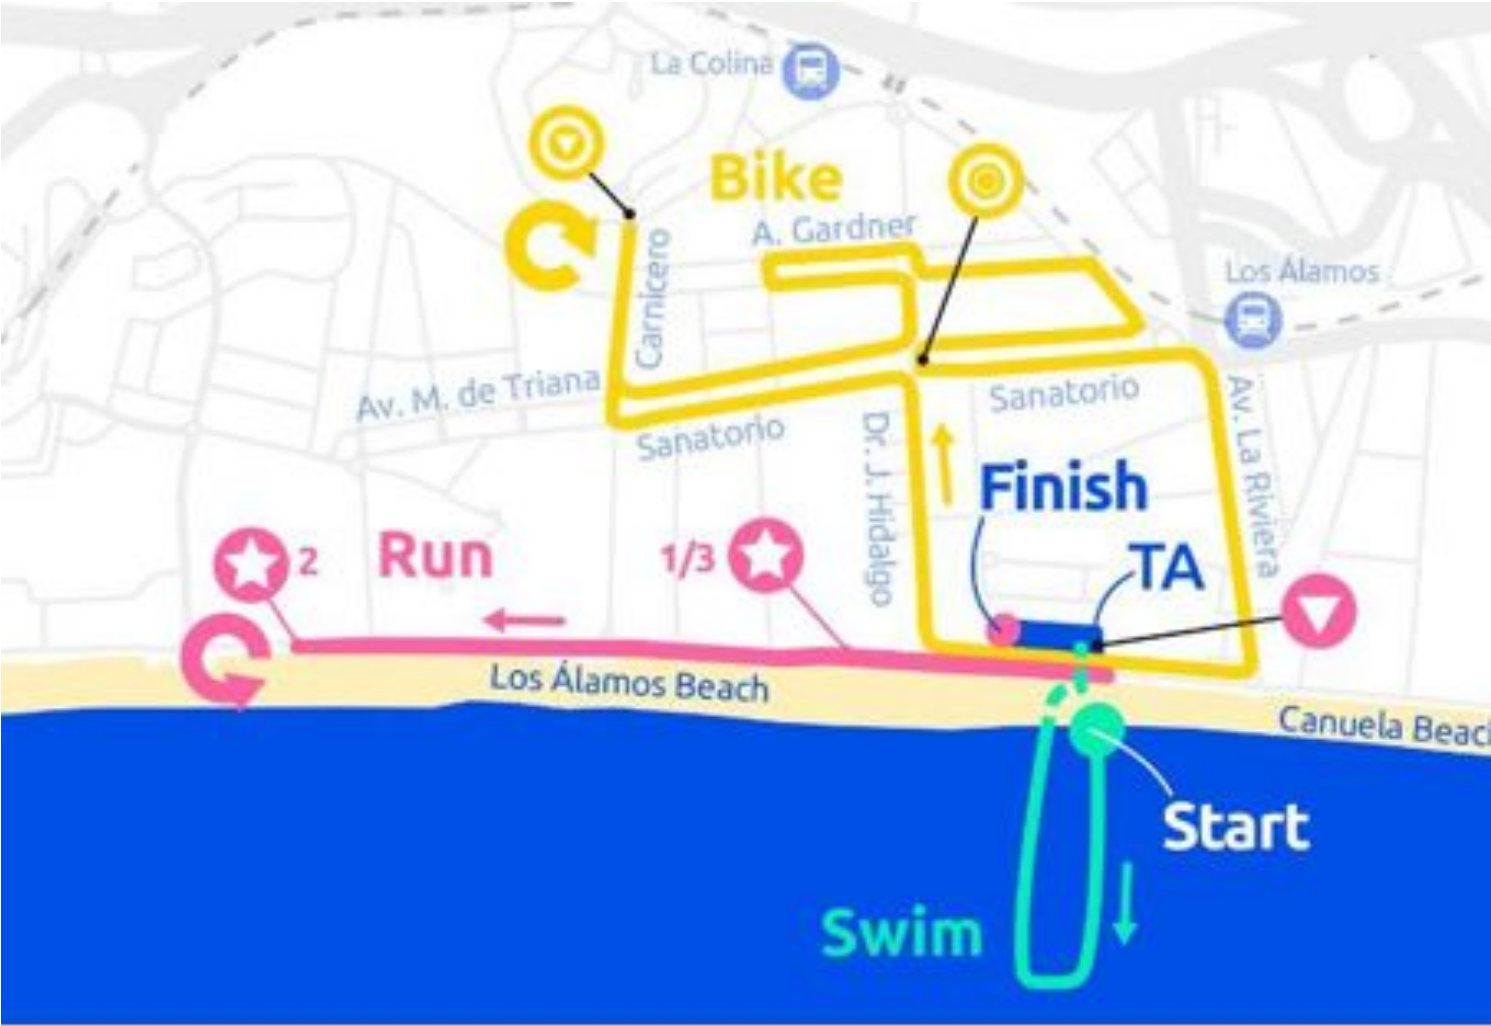 La Colina
Bike
A. Gardner
Carnicero
Los Álamos
Av. M. de Triana
Sanatorio
Sanatorio
Dr. J. Hidalgo
Av. La Riviera
Finish
TA
2
Run
1/3
Los Álamos Beach
Canuela Beac
Start
Swim